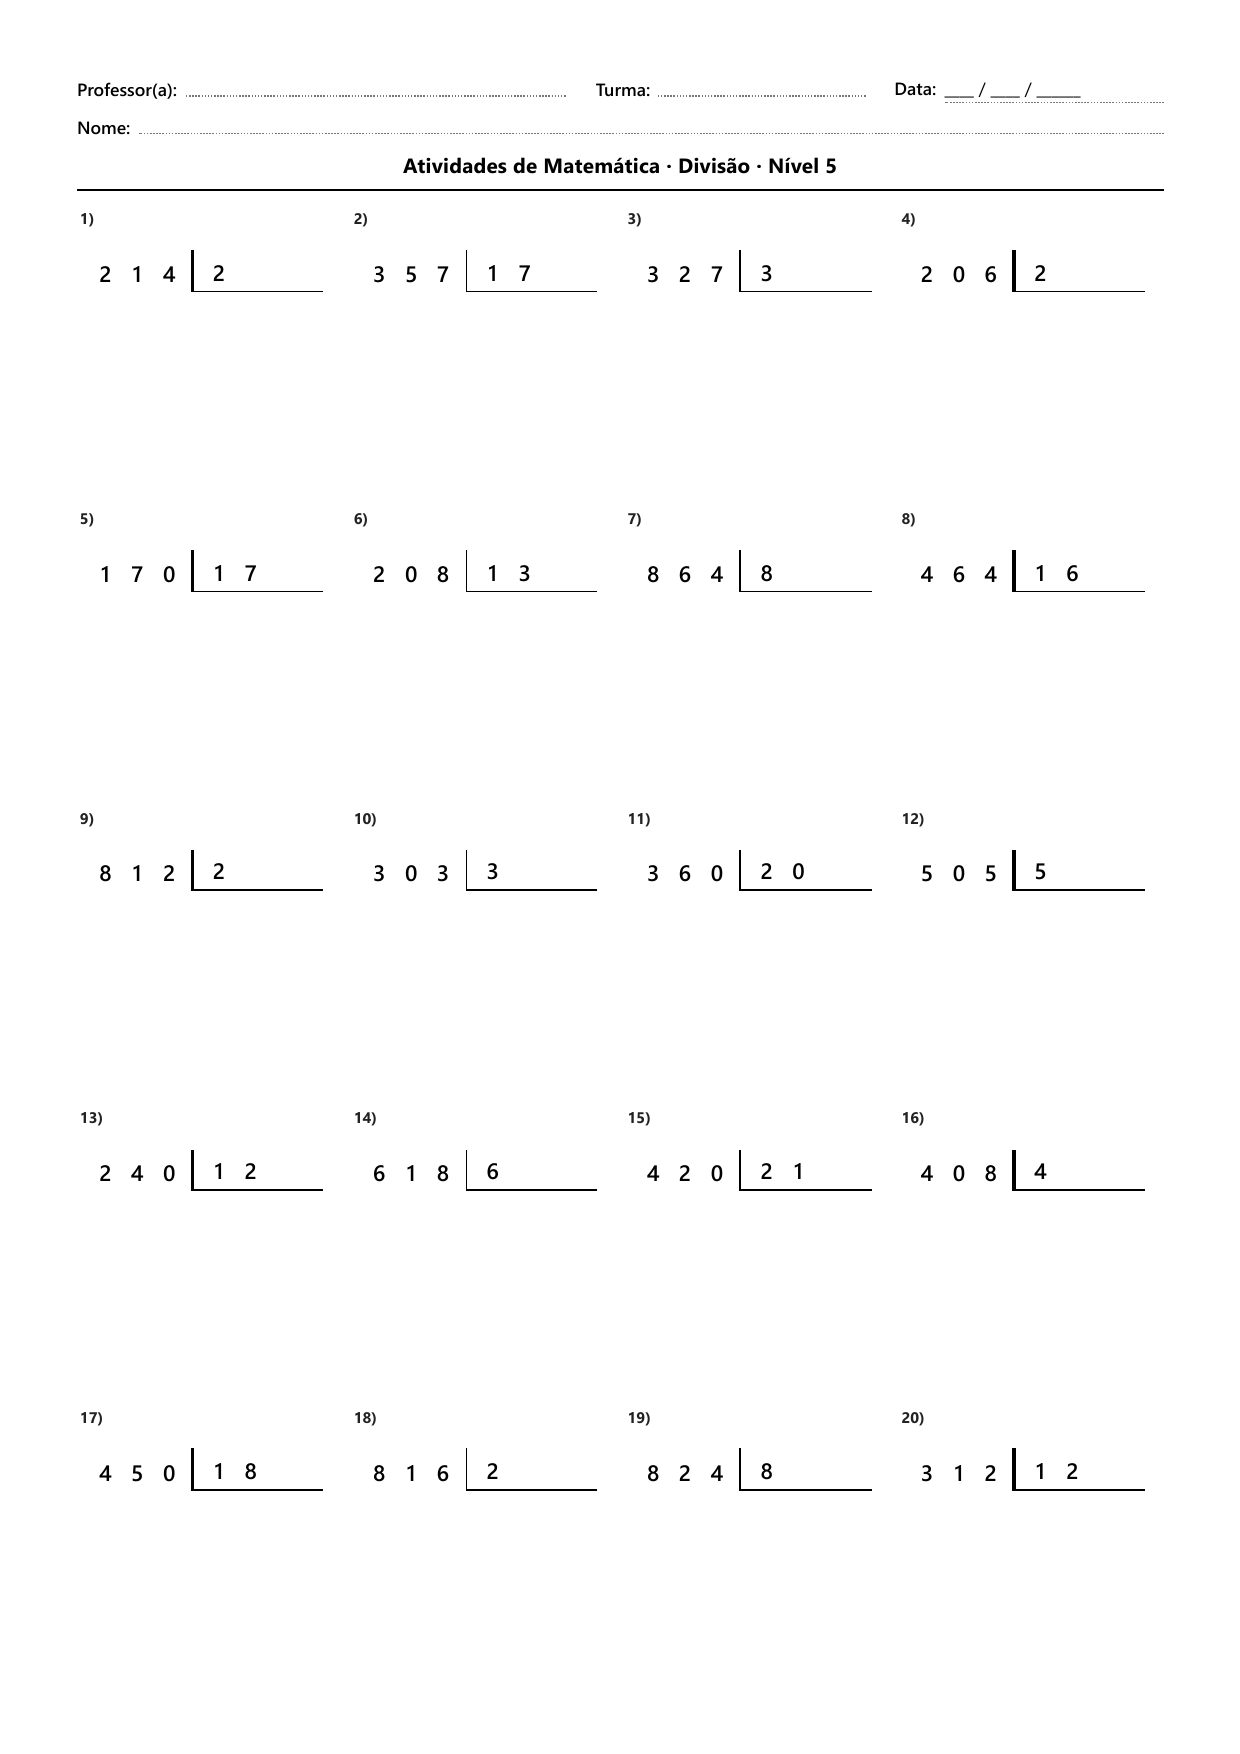 Professor(a): Turma: Data: ___ / ___ / _____
Nome:
Atividades de Matemática · Divisão · Nível 5
1) 2) 3) 4)
2 1 4 2 3 5 7 1 7 3 2 7 3 2 0 6 2
5) 6) 7) 8)
1 7 0 1 7 2 0 8 1 3 8 6 4 8 4 6 4 1 6
9) 10) 11) 12)
8 1 2 2 3 0 3 3 3 6 0 2 0 5 0 5 5
13) 14) 15) 16)
2 4 0 1 2 6 1 8 6 4 2 0 2 1 4 0 8 4
17) 18) 19) 20)
4 5 0 1 8 8 1 6 2 8 2 4 8 3 1 2 1 2